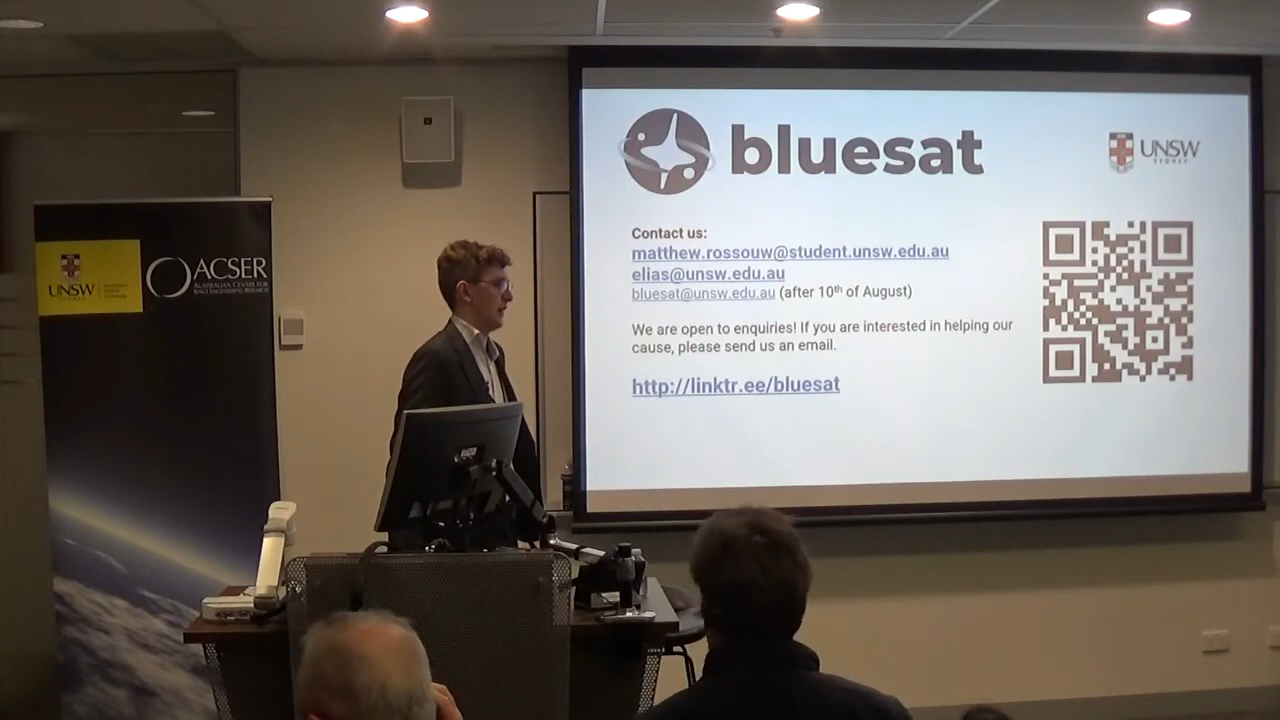 bluesat
UNSW
SYDNEY
Contact us:
matthew.rossouw@student.unsw.edu.au
elias@unsw.edu.au
bluesat@unsw.edu.au (after 10th of August)
We are open to enquiries! If you are interested in helping our
cause, please send us an email.
http://linktr.ee/bluesat
UNSW
SYDNEY
ACSER
AUSTRALIAN CENTRE FOR
SPACE ENGINEERING RESEARCH